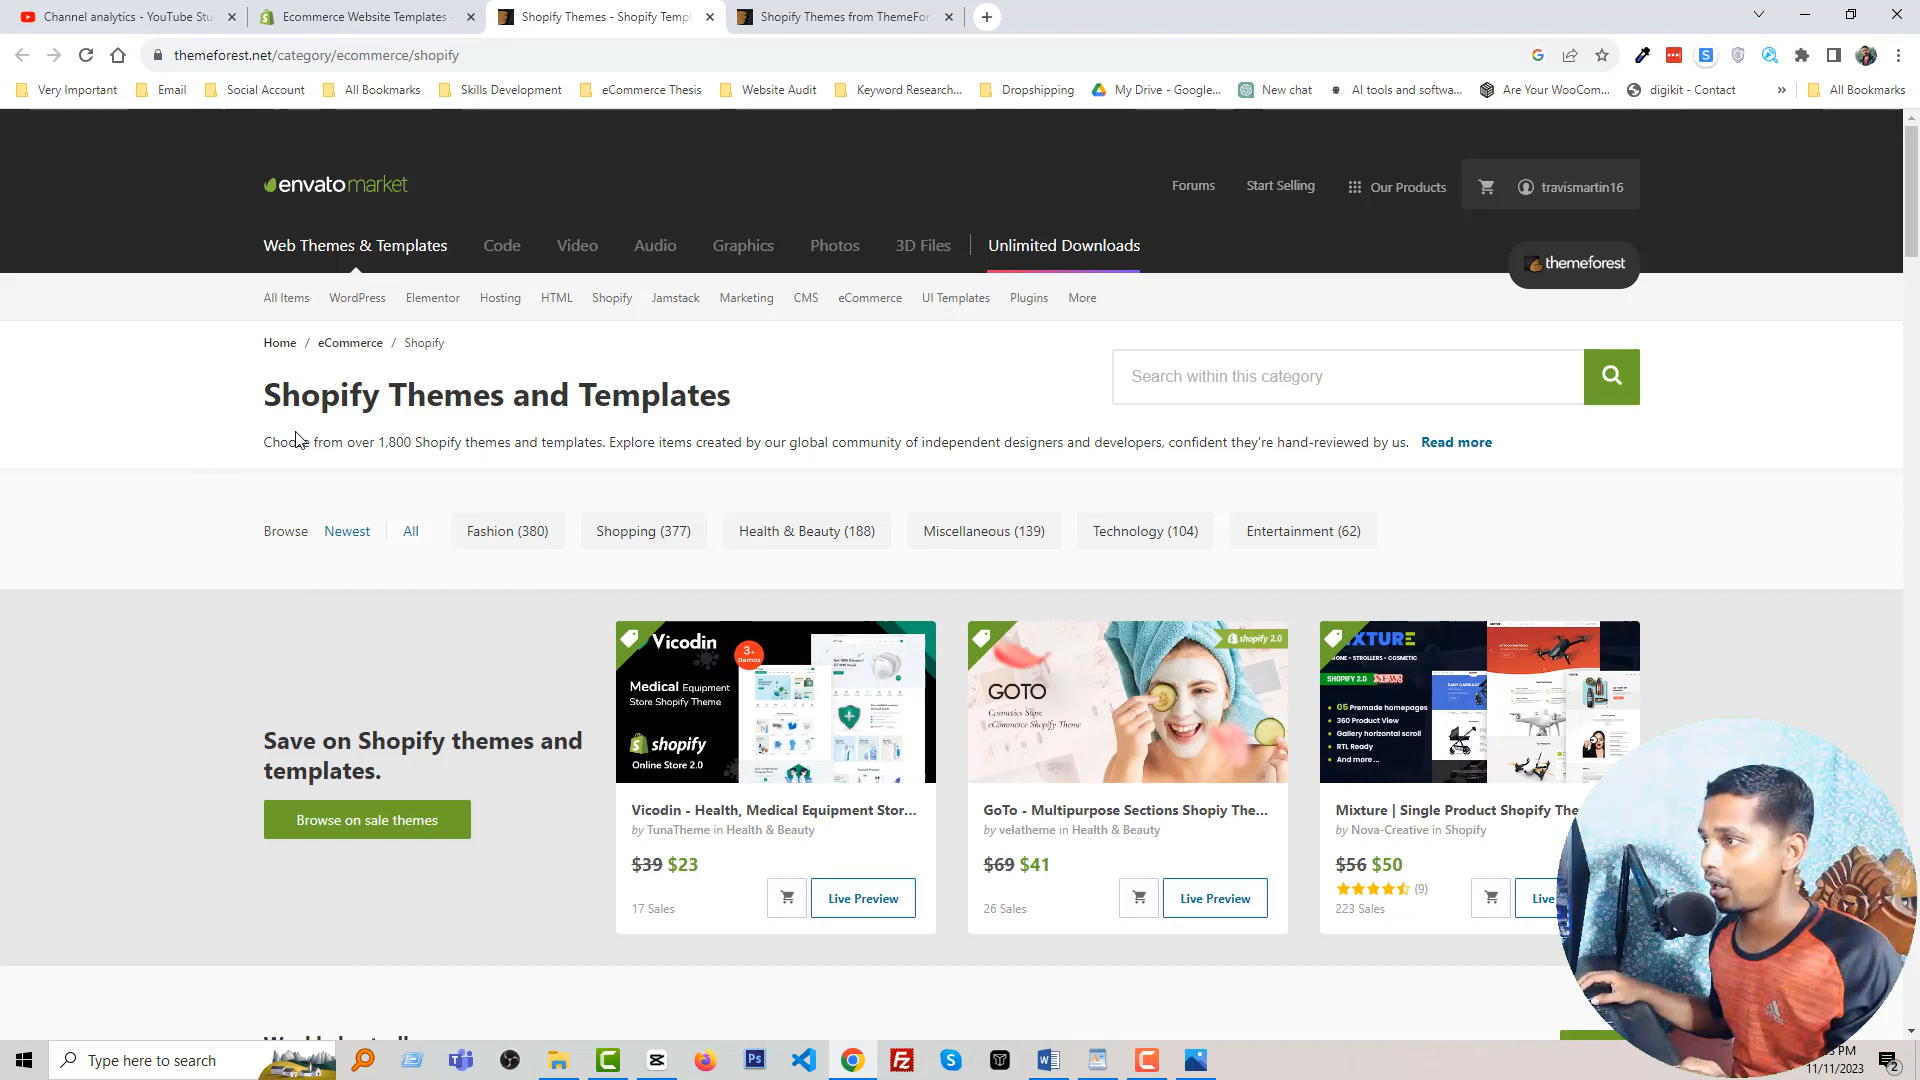 Channel analytics - YouTube Stu
Ecommerce Website Templates -
Shopify Themes - Shopify Templ
Shopify Themes from ThemeFor
themeforest.net/category/ecommerce/shopify
Very Important
Email
Social Account
All Bookmarks
Skills Development
eCommerce Thesis
Website Audit
Keyword Research...
Dropshipping
My Drive - Google...
New chat
AI tools and softwa...
Are Your WooCom...
digikit - Contact
»
All Bookmarks
envatomarket
Forums
Start Selling
Our Products
travismartin16
Web Themes & Templates
Code
Video
Audio
Graphics
Photos
3D Files
Unlimited Downloads
themeforest
All Items
WordPress
Elementor
Hosting
HTML
Shopify
Jamstack
Marketing
CMS
eCommerce
UI Templates
Plugins
More
Home / eCommerce / Shopify
Search within this category
Shopify Themes and Templates
Choose from over 1,800 Shopify themes and templates. Explore items created by our global community of independent designers and developers, confident they're hand-reviewed by us. Read more
Browse
Newest
All
Fashion (380)
Shopping (377)
Health & Beauty (188)
Miscellaneous (139)
Technology (104)
Entertainment (62)
Save on Shopify themes and
templates.
Browse on sale themes
Vicodin
3+
Demos
Medical Equipment
Store Shopify Theme
shopify
Online Store 2.0
Vicodin - Health, Medical Equipment Stor...
by TunaTheme in Health & Beauty
$39 $23
17 Sales
Live Preview
shopify 2.0
GOTO
Cosmetics Store
eCommerce Shopify Theme
GoTo - Multipurpose Sections Shopiy The...
by velatheme in Health & Beauty
$69 $41
26 Sales
Live Preview
XTURE
SHOPIFY 2.0 NEW!
05 Premade homepages
360 Product View
Gallery horizontal scroll
RTL Ready
And more ...
Mixture | Single Product Shopify The
by Nova-Creative in Shopify
$56 $50
(9)
223 Sales
Live
Type here to search
PM
11/11/2023
2